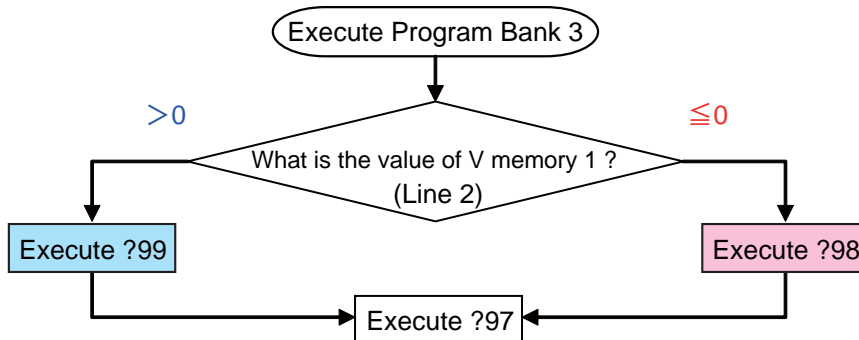 Execute Program Bank 3
>0
≦0
What is the value of V memory 1 ?
(Line 2)
Execute ?99
Execute ?98
Execute ?97